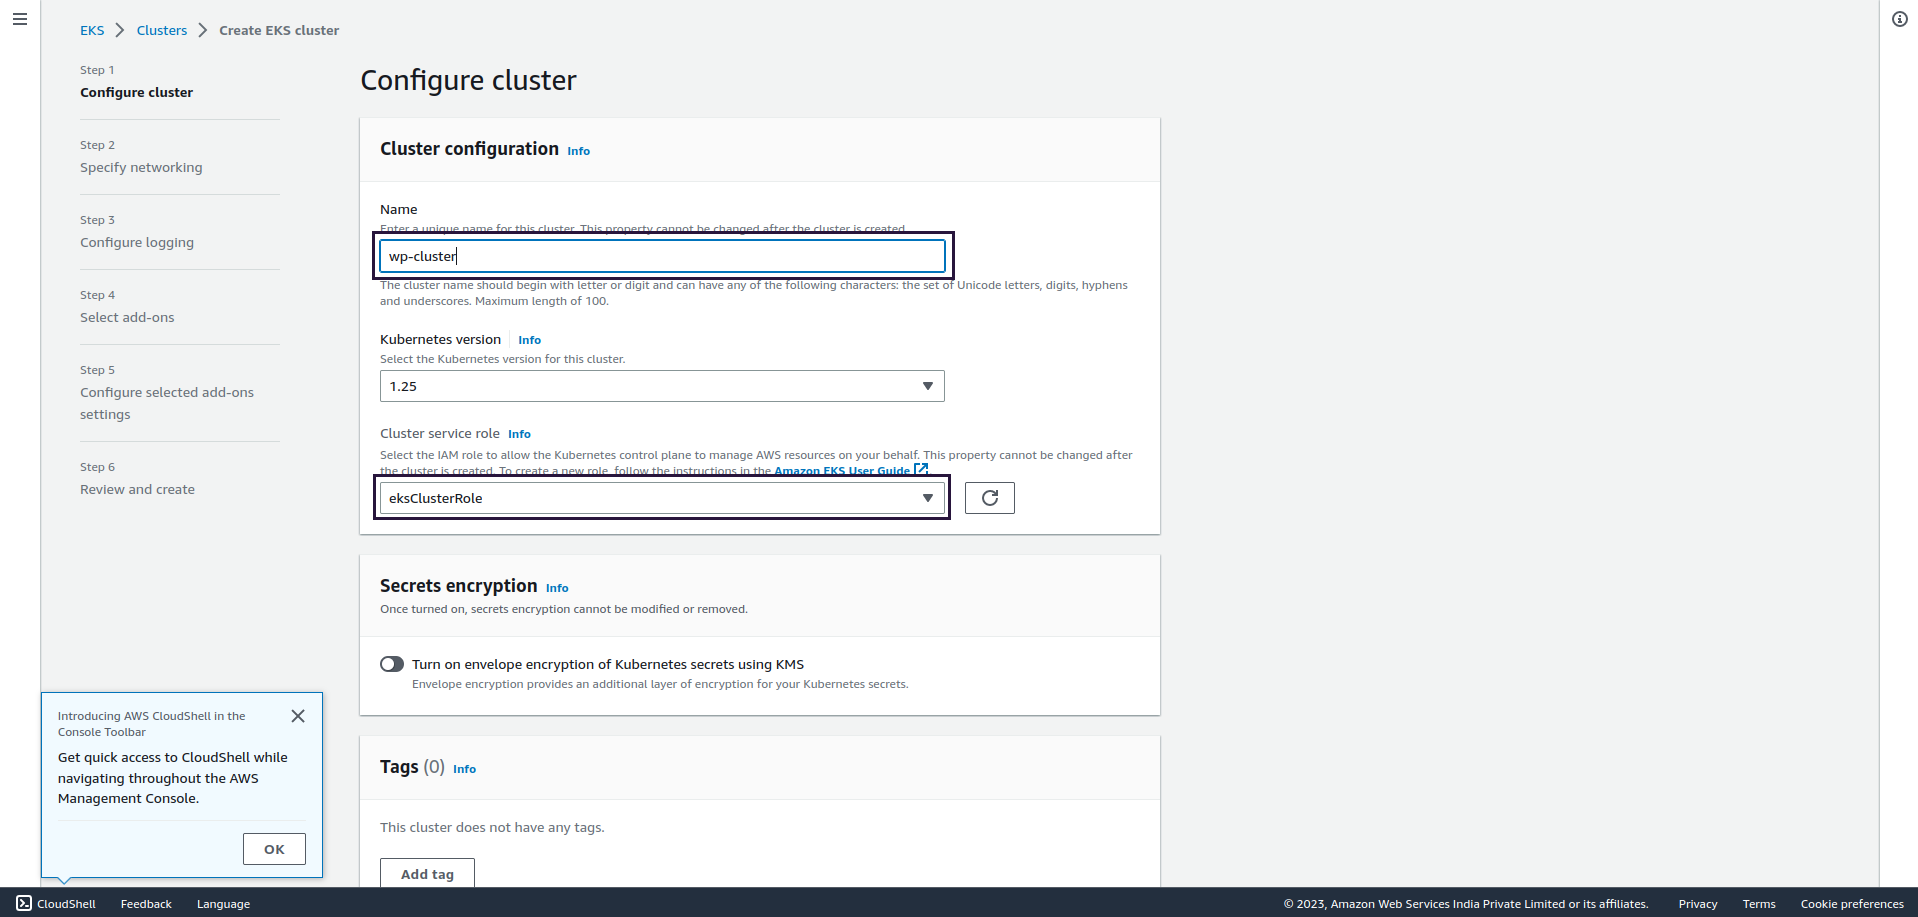 EKS > Clusters > Create EKS cluster
Step 1
Configure cluster
Step 2
Specify networking
Step 3
Configure logging
Step 4
Select add-ons
Step 5
Configure selected add-ons
settings
Step 6
Review and create
Configure cluster
Cluster configuration Info
Name
Enter a unique name for this cluster. This property cannot be changed after the cluster is created.
wp-cluster
The cluster name should begin with letter or digit and can have any of the following characters: the set of Unicode letters, digits, hyphens
and underscores. Maximum length of 100.
Kubernetes version Info
Select the Kubernetes version for this cluster.
1.25
Cluster service role Info
Select the IAM role to allow the Kubernetes control plane to manage AWS resources on your behalf. This property cannot be changed after
the cluster is created. To create a new role, follow the instructions in the Amazon EKS User Guide
eksClusterRole
Secrets encryption Info
Once turned on, secrets encryption cannot be modified or removed.
Turn on envelope encryption of Kubernetes secrets using KMS
Envelope encryption provides an additional layer of encryption for your Kubernetes secrets.
Tags (0) Info
This cluster does not have any tags.
Add tag
Introducing AWS CloudShell in the
Console Toolbar
Get quick access to CloudShell while
navigating throughout the AWS
Management Console.
OK
CloudShell Feedback Language © 2023, Amazon Web Services India Private Limited or its affiliates. Privacy Terms Cookie preferences